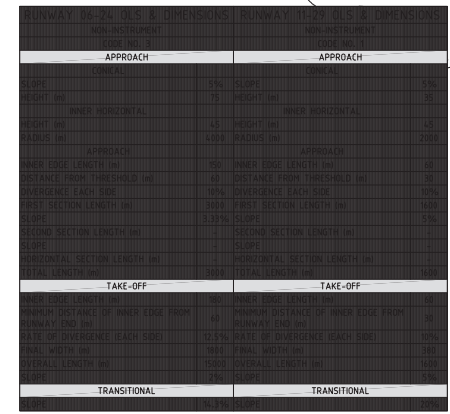 RUNWAY 06-24 OLS & DIMENSIONS RUNWAY 11-29 OLS & DIMENSIONS
NON-INSTRUMENT NON-INSTRUMENT
CODE NO. 3 CODE NO. 1
APPROACH APPROACH
CONICAL CONICAL
SLOPE 5% SLOPE 5%
HEIGHT (m) 75 HEIGHT (m) 35
INNER HORIZONTAL INNER HORIZONTAL
HEIGHT (m) 45 HEIGHT (m) 45
RADIUS (m) 4000 RADIUS (m) 2000
APPROACH APPROACH
INNER EDGE LENGTH (m) 150 INNER EDGE LENGTH (m) 60
DISTANCE FROM THRESHOLD (m) 60 DISTANCE FROM THRESHOLD (m) 30
DIVERGENCE EACH SIDE 10% DIVERGENCE EACH SIDE 10%
FIRST SECTION LENGTH (m) 3000 FIRST SECTION LENGTH (m) 1600
SLOPE 3.33% SLOPE 5%
SECOND SECTION LENGTH (m) - SECOND SECTION LENGTH (m) -
SLOPE - SLOPE -
HORIZONTAL SECTION LENGTH (m) - HORIZONTAL SECTION LENGTH (m) -
TOTAL LENGTH (m) 3000 TOTAL LENGTH (m) 1600
TAKE-OFF TAKE-OFF
INNER EDGE LENGTH (m) 180 INNER EDGE LENGTH (m) 60
MINIMUM DISTANCE OF INNER EDGE FROM MINIMUM DISTANCE OF INNER EDGE FROM
RUNWAY END (m) 60 RUNWAY END (m) 30
RATE OF DIVERGENCE (EACH SIDE) 12.5% RATE OF DIVERGENCE (EACH SIDE) 10%
FINAL WIDTH (m) 1800 FINAL WIDTH (m) 380
OVERALL LENGTH (m) 15000 OVERALL LENGTH (m) 1600
SLOPE 2% SLOPE 5%
TRANSITIONAL TRANSITIONAL
SLOPE 14.3% SLOPE 20%